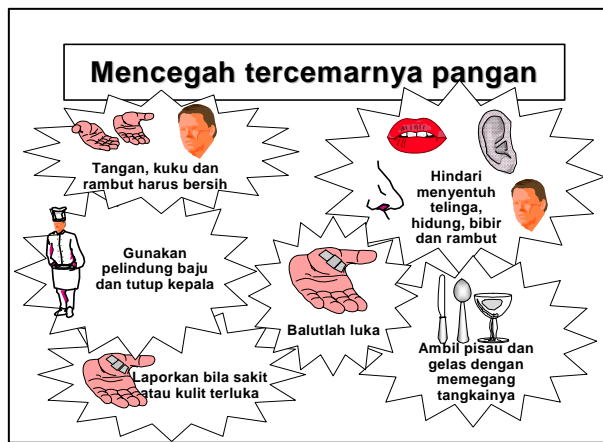 Mencegah tercemarnya pangan
Tangan, kuku dan
rambut harus bersih
Hindari
menyentuh
telinga,
hidung, bibir
dan rambut
Gunakan
pelindung baju
dan tutup kepala
Balutlah luka
Ambil pisau dan
gelas dengan
memegang
tangkainya
Laporkan bila sakit
atau kulit terluka